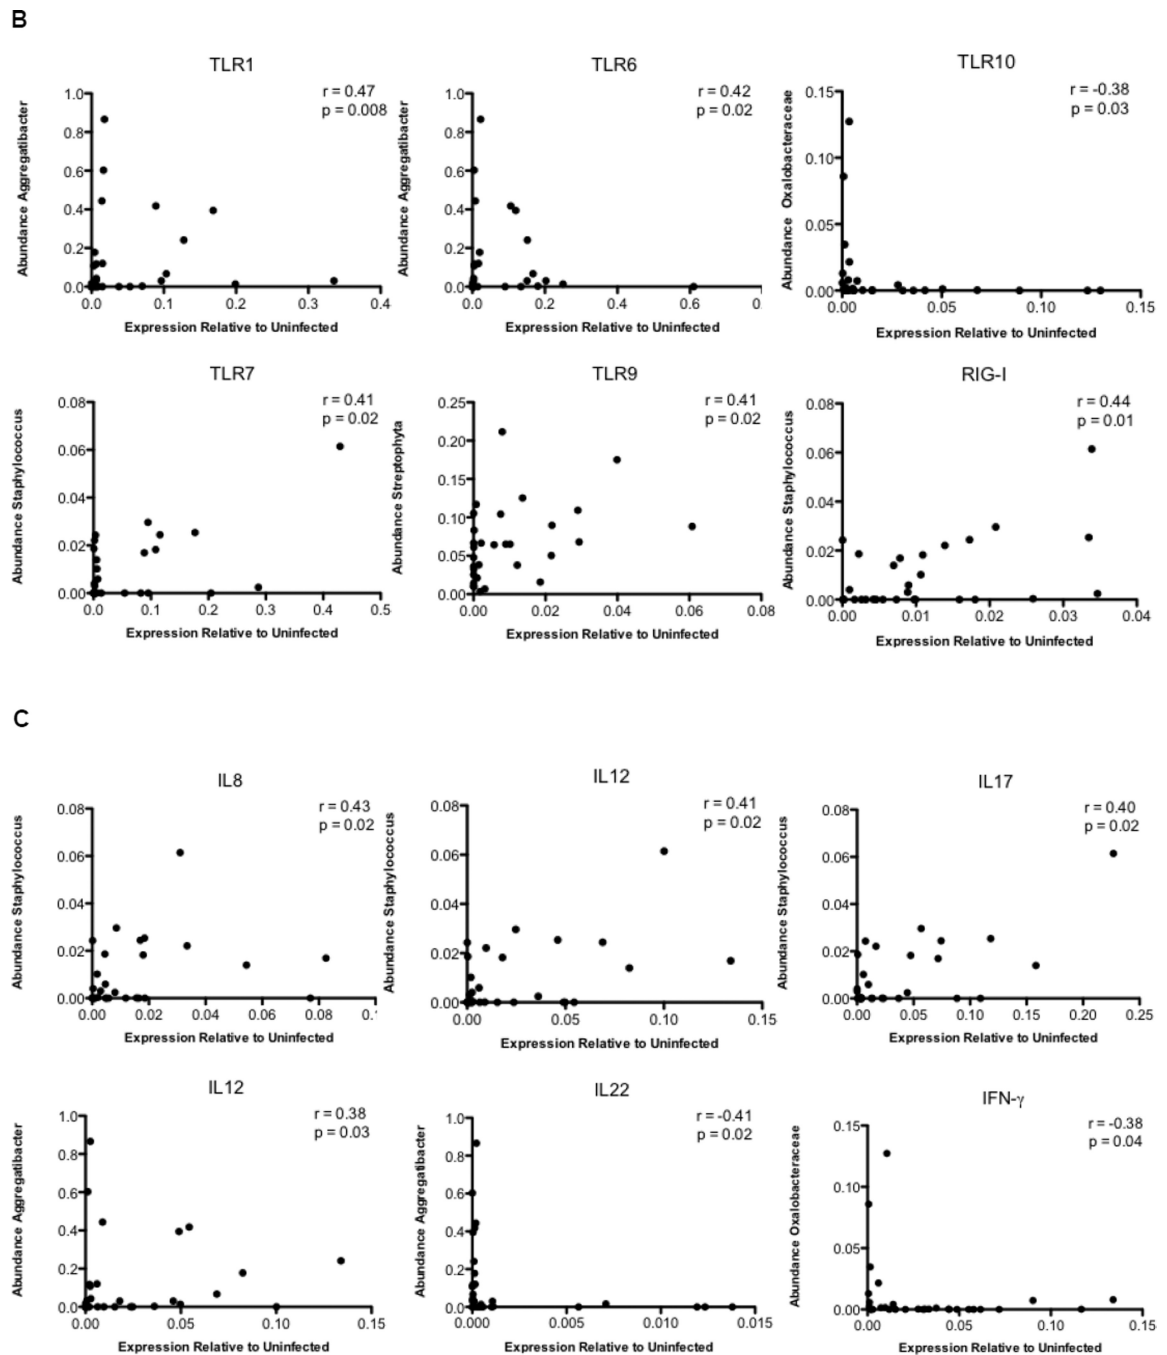 B
TLR1
r = 0.47
p = 0.008
Abundance Aggregatibacter
1.0
0.8
0.6
0.4
0.2
0.0
0.0 0.1 0.2 0.3 0.4
Expression Relative to Uninfected
TLR6
r = 0.42
p = 0.02
Abundance Aggregatibacter
1.0
0.8
0.6
0.4
0.2
0.0
0.0 0.2 0.4 0.6 0.
Expression Relative to Uninfected
TLR10
r = -0.38
p = 0.03
Abundance Oxalobacteraceae
0.15
0.10
0.05
0.00
0.00 0.05 0.10 0.15
Expression Relative to Uninfected
TLR7
r = 0.41
p = 0.02
Abundance Staphylococcus
0.08
0.06
0.04
0.02
0.00
0.0 0.1 0.2 0.3 0.4 0.5
Expression Relative to Uninfected
TLR9
r = 0.41
p = 0.02
Abundance Streptophyta
0.25
0.20
0.15
0.10
0.05
0.00
0.00 0.02 0.04 0.06 0.08
Expression Relative to Uninfected
RIG-I
r = 0.44
p = 0.01
Abundance Staphylococcus
0.08
0.06
0.04
0.02
0.00
0.00 0.01 0.02 0.03 0.04
Expression Relative to Uninfected
C
IL8
r = 0.43
p = 0.02
Abundance Staphylococcus
0.08
0.06
0.04
0.02
0.00
0.00 0.02 0.04 0.06 0.08 0.1
Expression Relative to Uninfected
IL12
r = 0.41
p = 0.02
Abundance Staphylococcus
0.08
0.06
0.04
0.02
0.00
0.00 0.05 0.10 0.15
Expression Relative to Uninfected
IL17
r = 0.40
p = 0.02
Abundance Staphylococcus
0.08
0.06
0.04
0.02
0.00
0.00 0.05 0.10 0.15 0.20 0.25
Expression Relative to Uninfected
IL12
r = 0.38
p = 0.03
Abundance Aggregatibacter
1.0
0.8
0.6
0.4
0.2
0.0
0.00 0.05 0.10 0.15
Expression Relative to Uninfected
IL22
r = -0.41
p = 0.02
Abundance Aggregatibacter
1.0
0.8
0.6
0.4
0.2
0.0
0.000 0.005 0.010 0.015
Expression Relative to Uninfected
IFN-γ
r = -0.38
p = 0.04
Abundance Oxalobacteraceae
0.15
0.10
0.05
0.00
0.00 0.05 0.10 0.15
Expression Relative to Uninfected